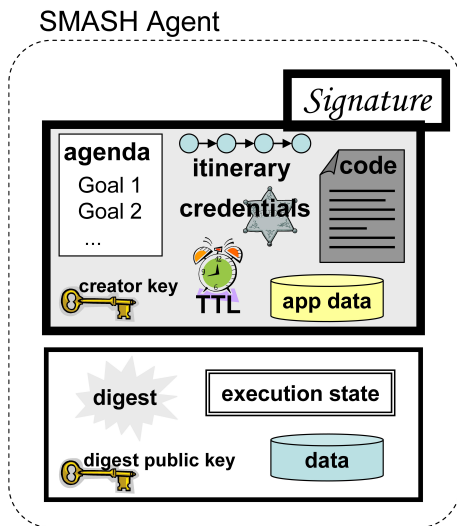 SMASH Agent
Signature
agenda
Goal 1
Goal 2
...
itinerary
credentials
code
creator key
TTL
app data
digest
execution state
digest public key
data